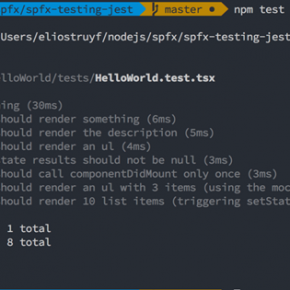 pfx/spfx-testing-jest master ● npm test
Users/eliostruyf/nodejs/spfx/spfx-testing-jest
lloWorld/tests/HelloWorld.test.tsx
ing (30ms)
hould render something (6ms)
hould render the description (5ms)
hould render an ul (4ms)
tate results should not be null (3ms)
hould call componentDidMount only once (3ms)
hould render an ul with 3 items (using the moc
hould render 10 list items (triggering setStat
1 total
8 total